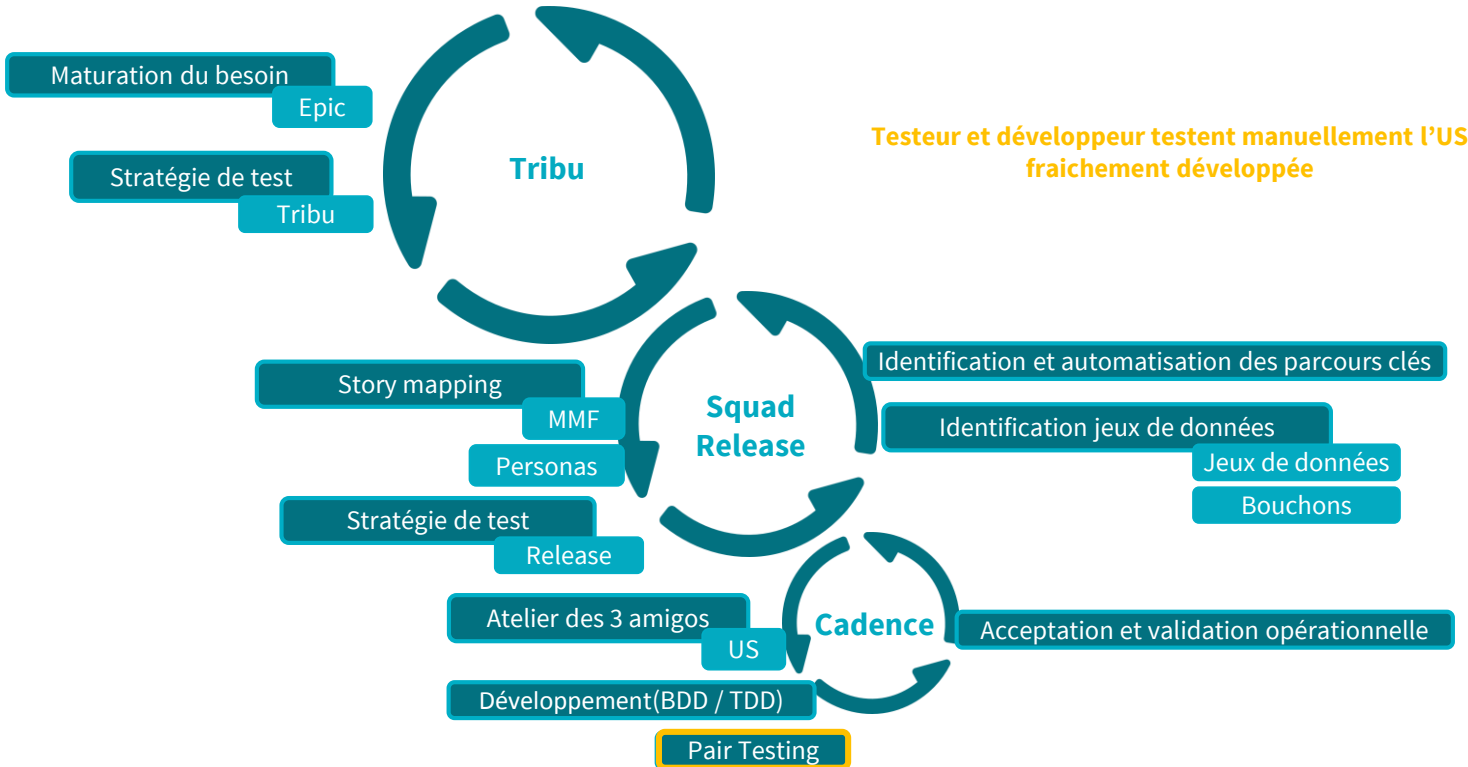 Maturation du besoin
Epic
Stratégie de test
Tribu
Tribu
Testeur et développeur testent manuellement l’US
fraichement développée
Story mapping
MMF
Personas
Stratégie de test
Release
Squad
Release
Identification et automatisation des parcours clés
Identification jeux de données
Jeux de données
Bouchons
Atelier des 3 amigos
US
Développement(BDD / TDD)
Pair Testing
Cadence
Acceptation et validation opérationnelle